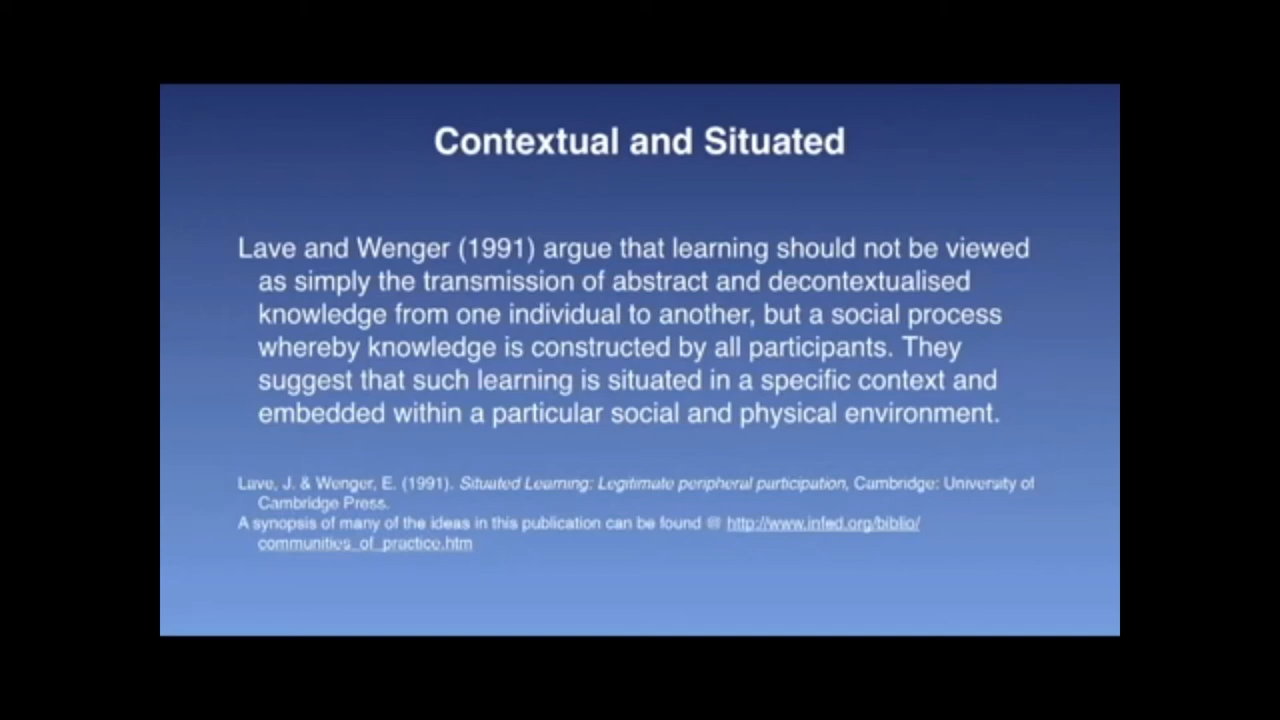 Contextual and Situated
Lave and Wenger (1991) argue that learning should not be viewed
as simply the transmission of abstract and decontextualised
knowledge from one individual to another, but a social process
whereby knowledge is constructed by all participants. They
suggest that such learning is situated in a specific context and
embedded within a particular social and physical environment.
Lave, J. & Wenger, E. (1991). Situated Learning: Legitimate peripheral participation, Cambridge: University of
Cambridge Press.
A synopsis of many of the ideas in this publication can be found @ http://www.infed.org/biblio/
communities_of_practice.htm